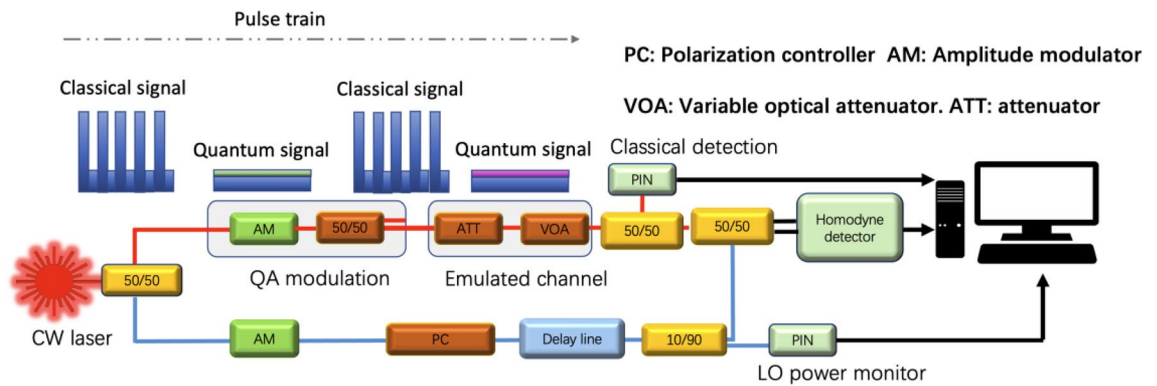 Pulse train
PC: Polarization controller AM: Amplitude modulator
Classical signal
Classical signal
VOA: Variable optical attenuator. ATT: attenuator
Quantum signal
Quantum signal
Classical detection
PIN
AM
50/50
ATT
VOA
50/50
50/50
Homodyne
detector
50/50
QA modulation
Emulated channel
CW laser
AM
PC
Delay line
10/90
PIN
LO power monitor